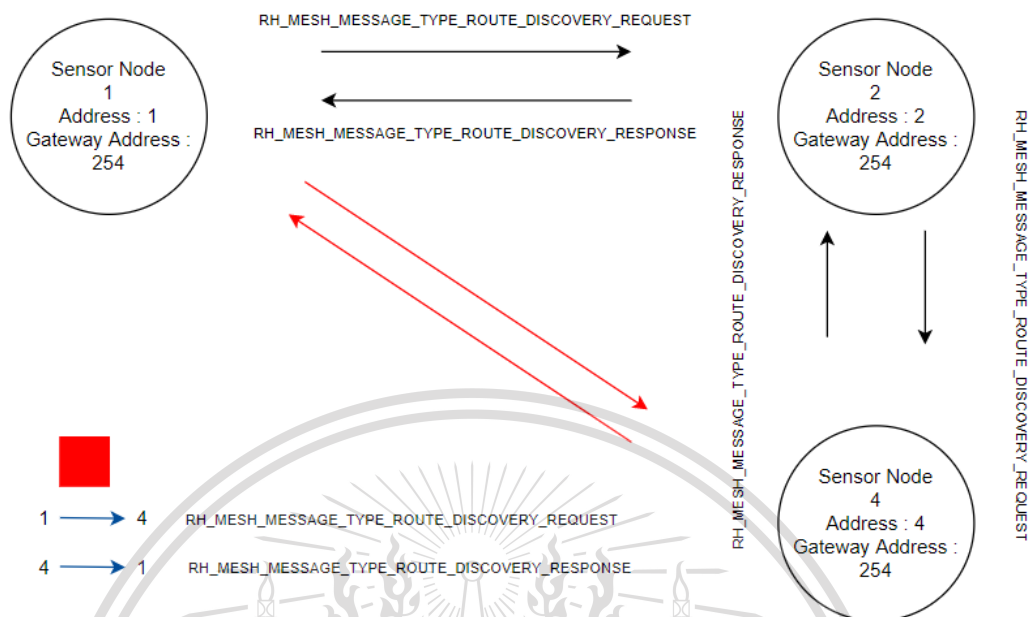 RH_MESH_MESSAGE_TYPE_ROUTE_DISCOVERY_REQUEST
Sensor Node
1
Address : 1
Gateway Address :
254
RH_MESH_MESSAGE_TYPE_ROUTE_DISCOVERY_RESPONSE
Sensor Node
2
Address : 2
Gateway Address :
254
RH_MESH_MESSAGE_TYPE_ROUTE_DISCOVERY_RESPONSE
RH_MESH_MESSAGE_TYPE_ROUTE_DISCOVERY_REQUEST
Sensor Node
4
Address : 4
Gateway Address :
254
1 4 RH_MESH_MESSAGE_TYPE_ROUTE_DISCOVERY_REQUEST
4 1 RH_MESH_MESSAGE_TYPE_ROUTE_DISCOVERY_RESPONSE